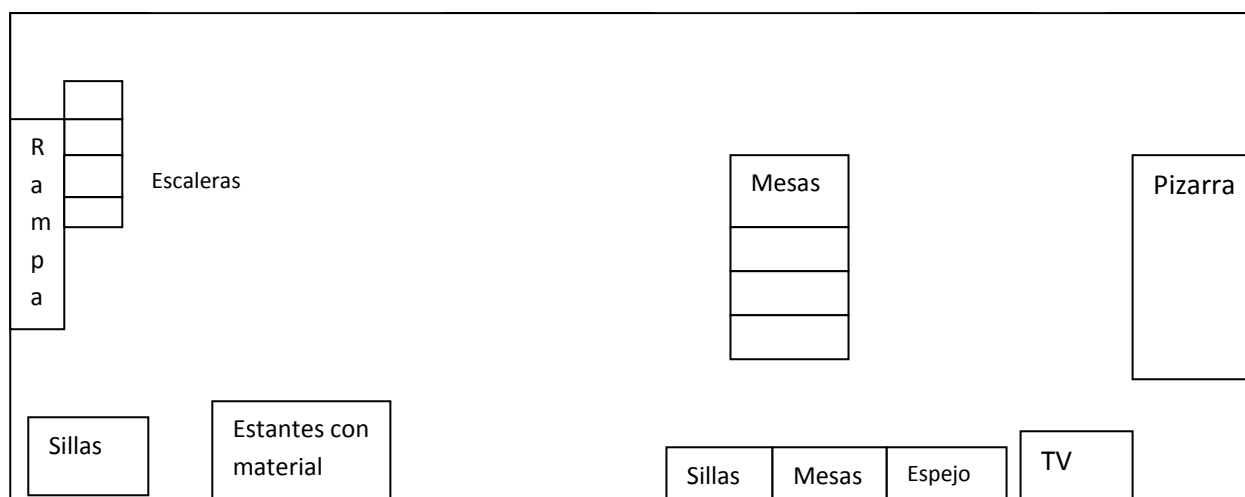 R
a
m
p
a
Escaleras
Mesas
Pizarra
Sillas
Estantes con
material
Sillas
Mesas
Espejo
TV